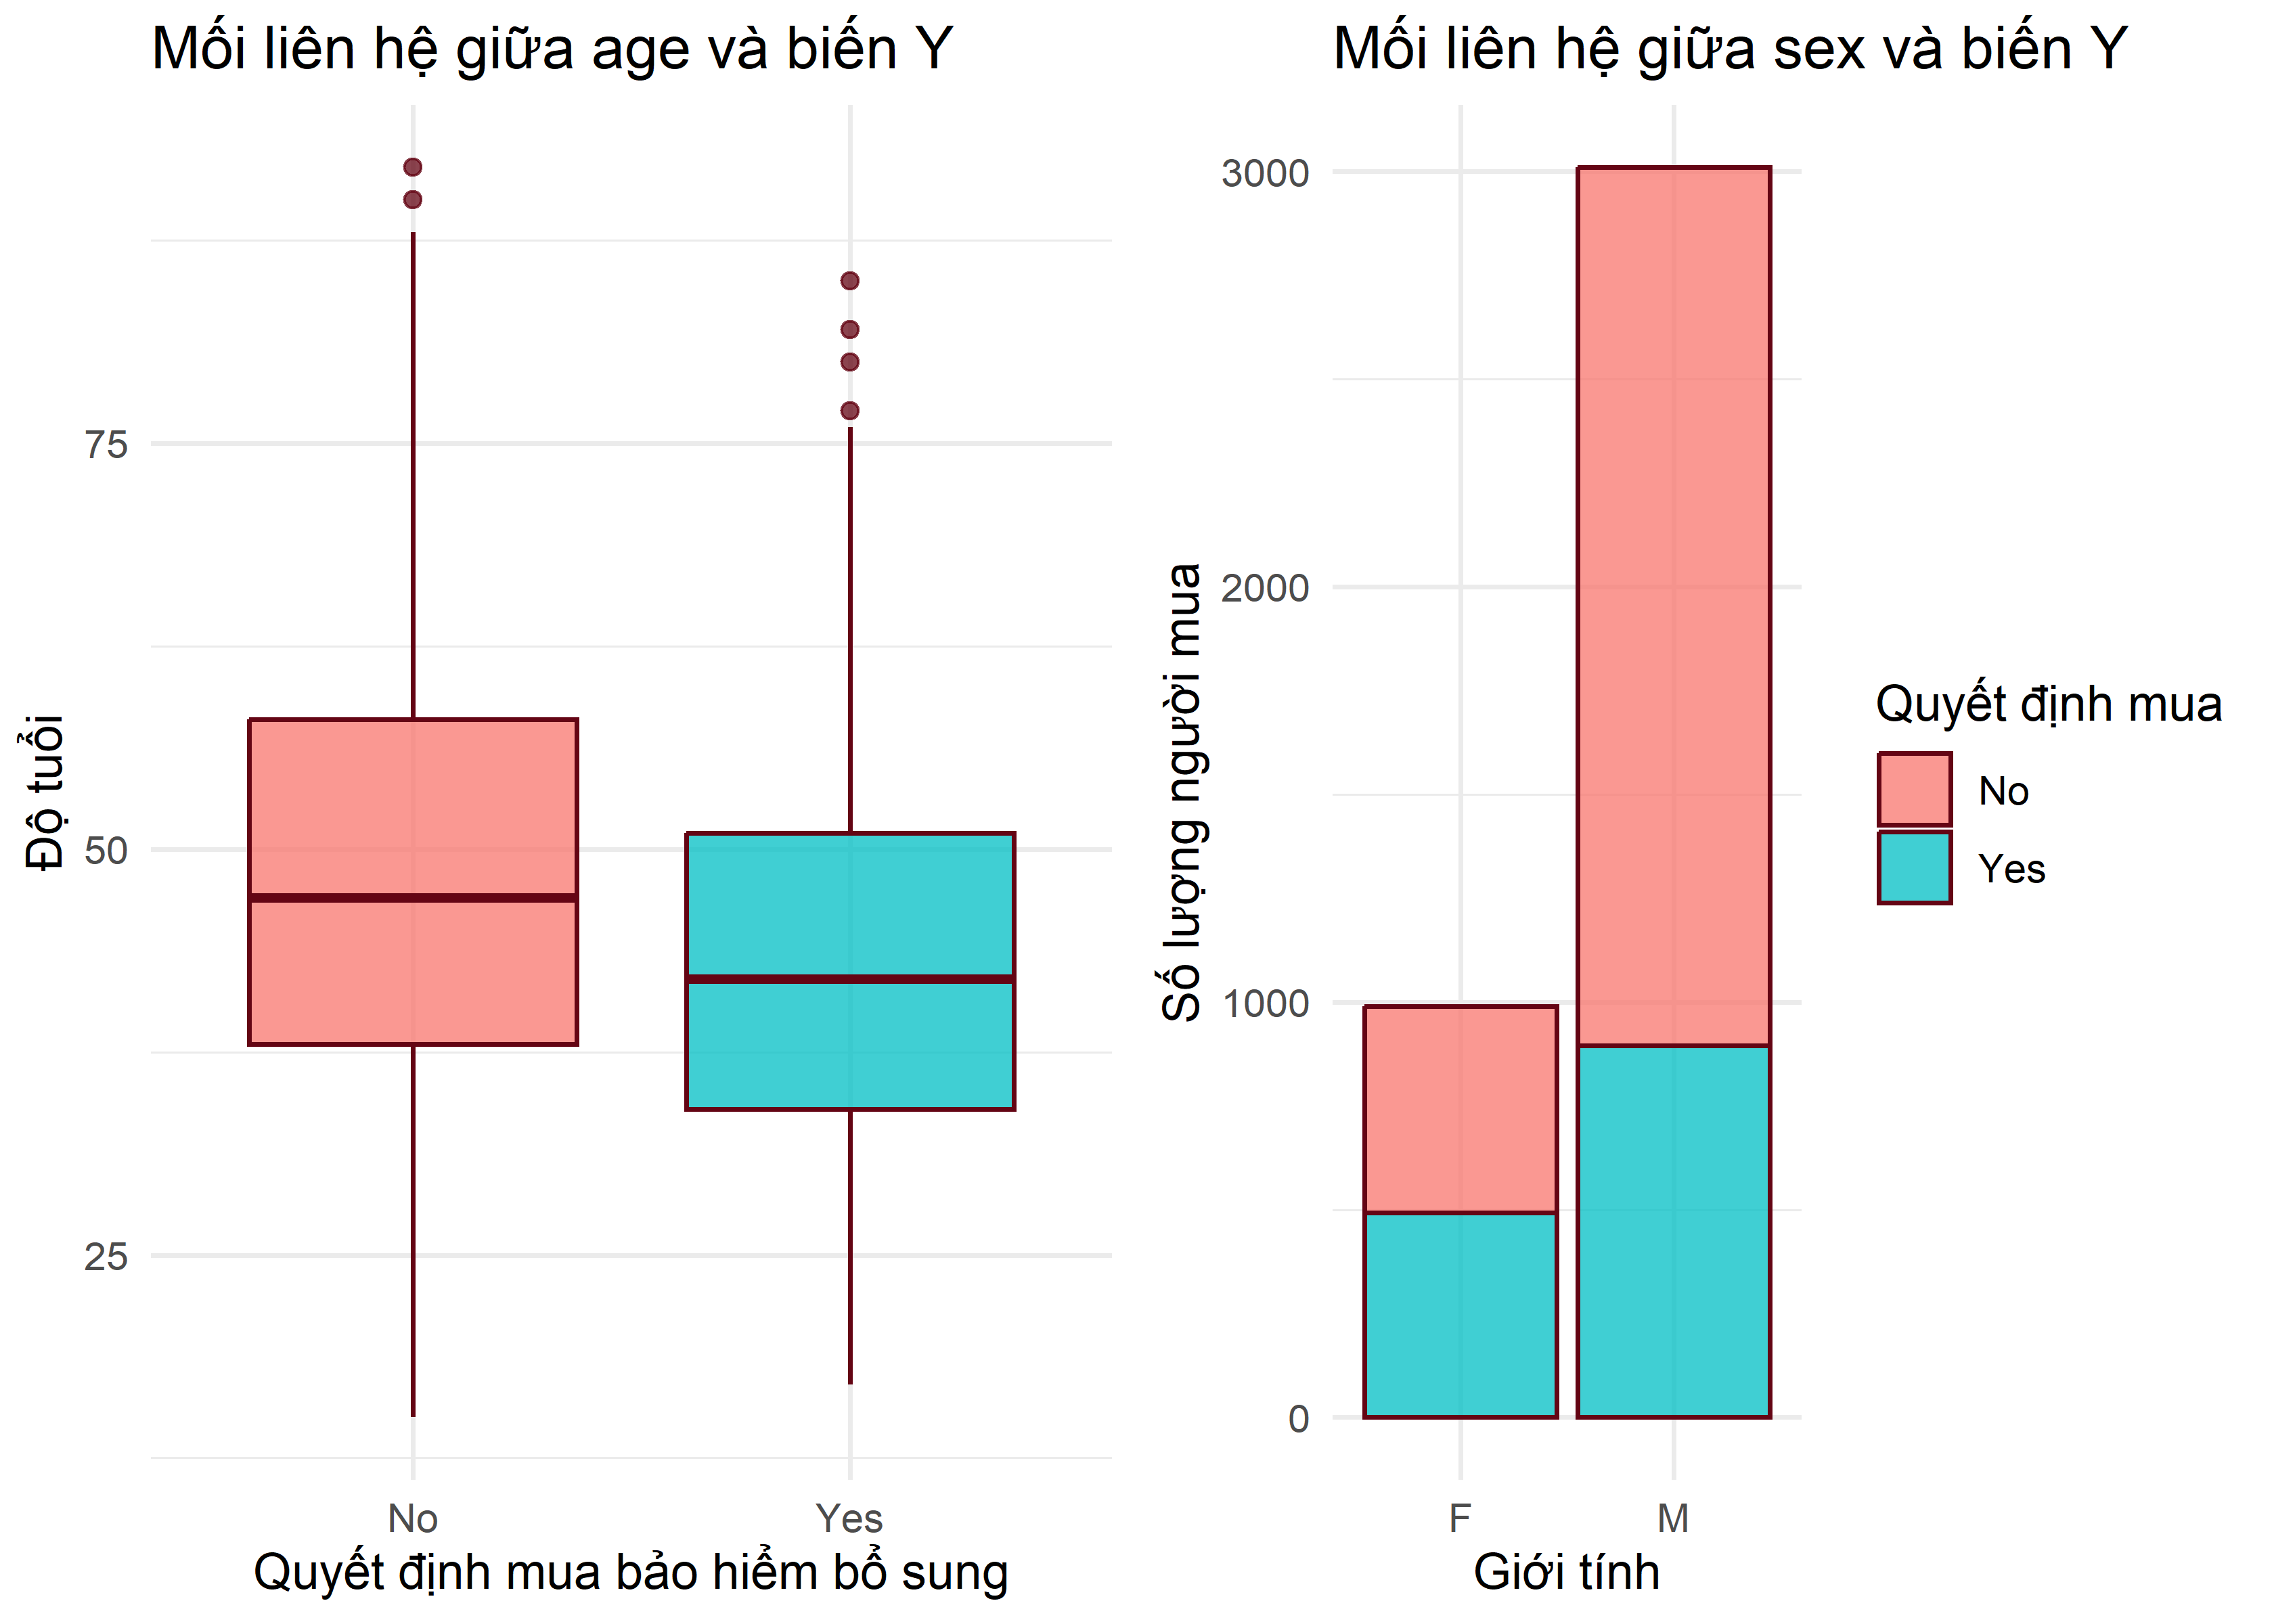 Mối liên hệ giữa age và biến Y
Độ tuổi
75
50
25
No
Yes
Quyết định mua bảo hiểm bổ sung
Mối liên hệ giữa sex và biến Y
Số lượng người mua
3000
2000
1000
0
F
M
Giới tính
Quyết định mua
No
Yes